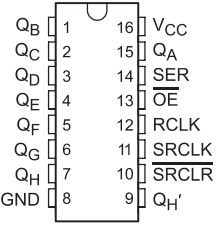 QB 1 16 VCC
QC 2 15 QA
QD 3 14 SER
QE 4 13 OE
QF 5 12 RCLK
QG 6 11 SRCLK
QH 7 10 SRCLR
GND 8 9 QH′